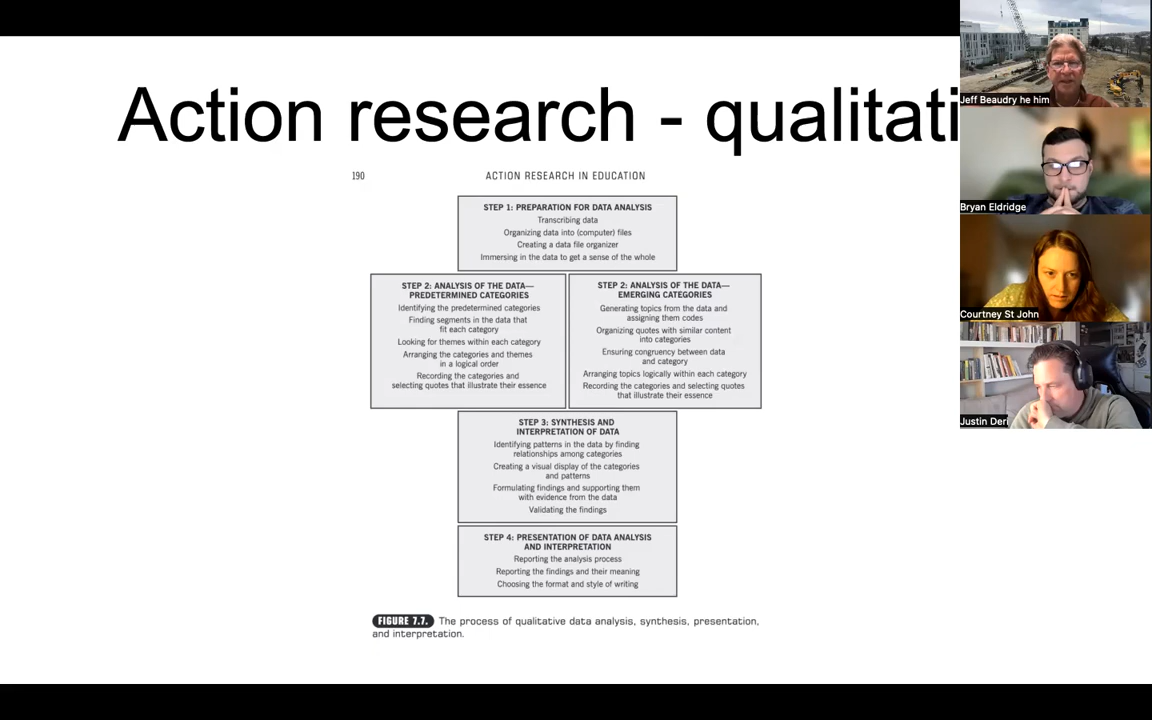 Action research - qualitati
190
ACTION RESEARCH IN EDUCATION
STEP 1: PREPARATION FOR DATA ANALYSIS
Transcribing data
Organizing data into (computer) files
Creating a data file organizer
Immersing in the data to get a sense of the whole
STEP 2: ANALYSIS OF THE DATA—
PREDETERMINED CATEGORIES
Identifying the predetermined categories
Finding segments in the data that
fit each category
Looking for themes within each category
Arranging the categories and themes
in a logical order
Recording the categories and
selecting quotes that illustrate their essence
STEP 2: ANALYSIS OF THE DATA—
EMERGING CATEGORIES
Generating topics from the data and
assigning them codes
Organizing quotes with similar content
into categories
Ensuring congruency between data
and category
Arranging topics logically within each category
Recording the categories and selecting quotes
that illustrate their essence
STEP 3: SYNTHESIS AND
INTERPRETATION OF DATA
Identifying patterns in the data by finding
relationships among categories
Creating a visual display of the categories
and patterns
Formulating findings and supporting them
with evidence from the data
Validating the findings
STEP 4: PRESENTATION OF DATA ANALYSIS
AND INTERPRETATION
Reporting the analysis process
Reporting the findings and their meaning
Choosing the format and style of writing
FIGURE 7.7. The process of qualitative data analysis, synthesis, presentation,
and interpretation.
Jeff Beaudry he him
Bryan Eldridge
Courtney St John
Justin Deri